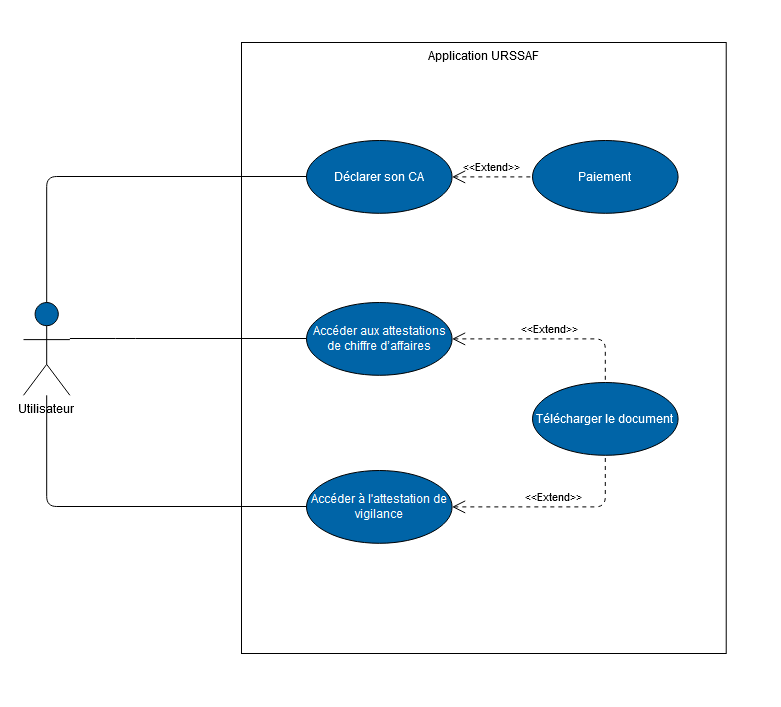 Application URSSAF
Déclarer son CA
<<Extend>>
Paiement
Accéder aux attestations
de chiffre d'affaires
<<Extend>>
Utilisateur
Télécharger le document
Accéder à l'attestation de
vigilance
<<Extend>>